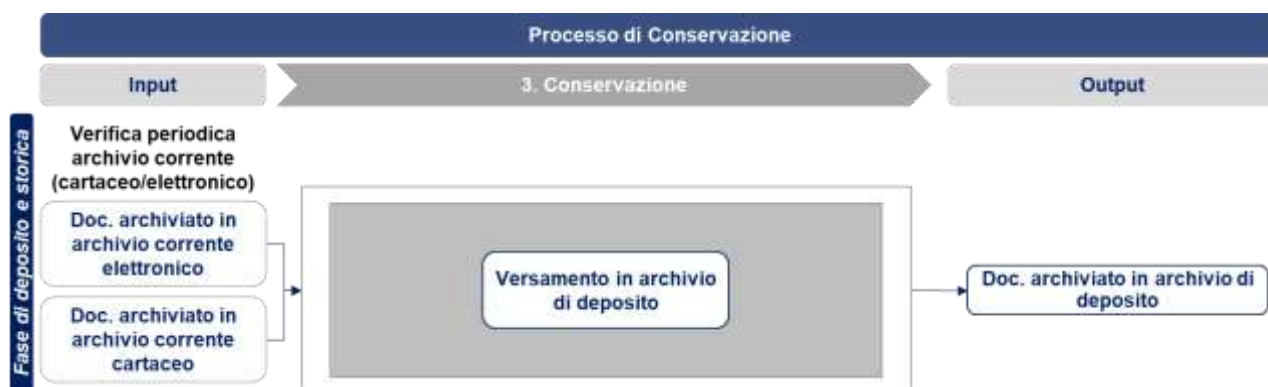 Processo di Conservazione
Input
3. Conservazione
Output
Fase di deposito e storica
Verifica periodica
archivio corrente
(cartaceo/elettronico)
Doc. archiviato in
archivio corrente
elettronico
Doc. archiviato in
archivio corrente
cartaceo
Versamento in archivio
di deposito
Doc. archiviato in archivio di
deposito